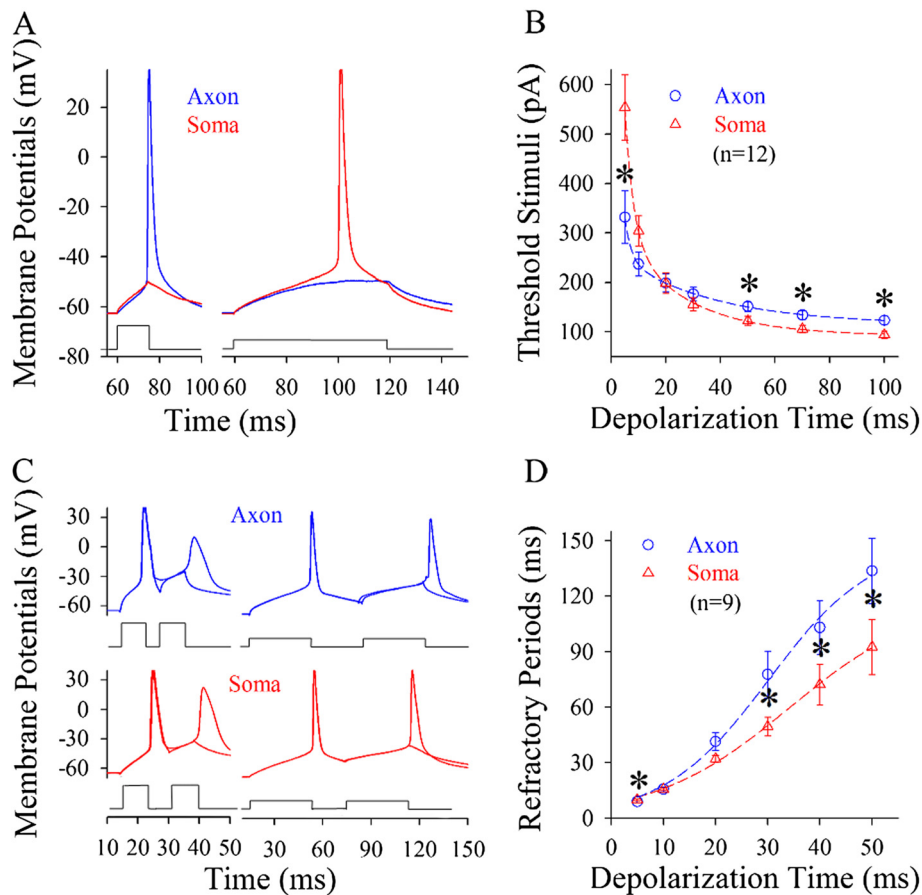 A
Membrane Potentials (mV)
20
0
-20
-40
-60
-80
Axon
Soma
60 80 100 60 80 100 120 140
Time (ms)
B
Threshold Stimuli (pA)
600
500
400
300
200
100
Axon
Soma
(n=12)
*
* * *
0 20 40 60 80 100
Depolarization Time (ms)
C
Membrane Potentials (mV)
30
0
-30
-60
Axon
30
0
-30
-60
Soma
10 20 30 40 50 30 60 90 120 150
Time (ms)
D
Refractory Periods (ms)
150
120
90
60
30
0
Axon
Soma
(n=9)
*
*
*
*
0 10 20 30 40 50
Depolarization Time (ms)